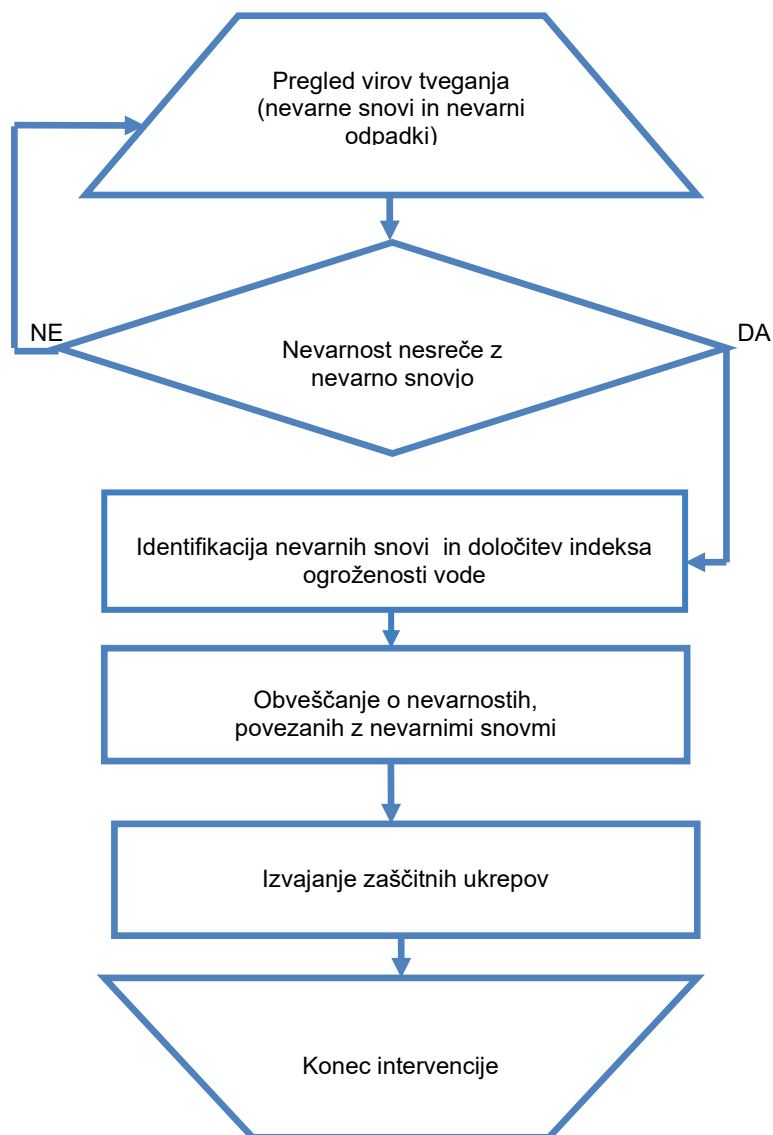 Pregled virov tveganja
(nevarne snovi in nevarni
odpadki)
NE
DA
Nevarnost nesreče z
nevarno snovjo
Identifikacija nevarnih snovi  in določitev indeksa
ogroženosti vode
Obveščanje o nevarnostih,
povezanih z nevarnimi snovmi
Izvajanje zaščitnih ukrepov
Konec intervencije